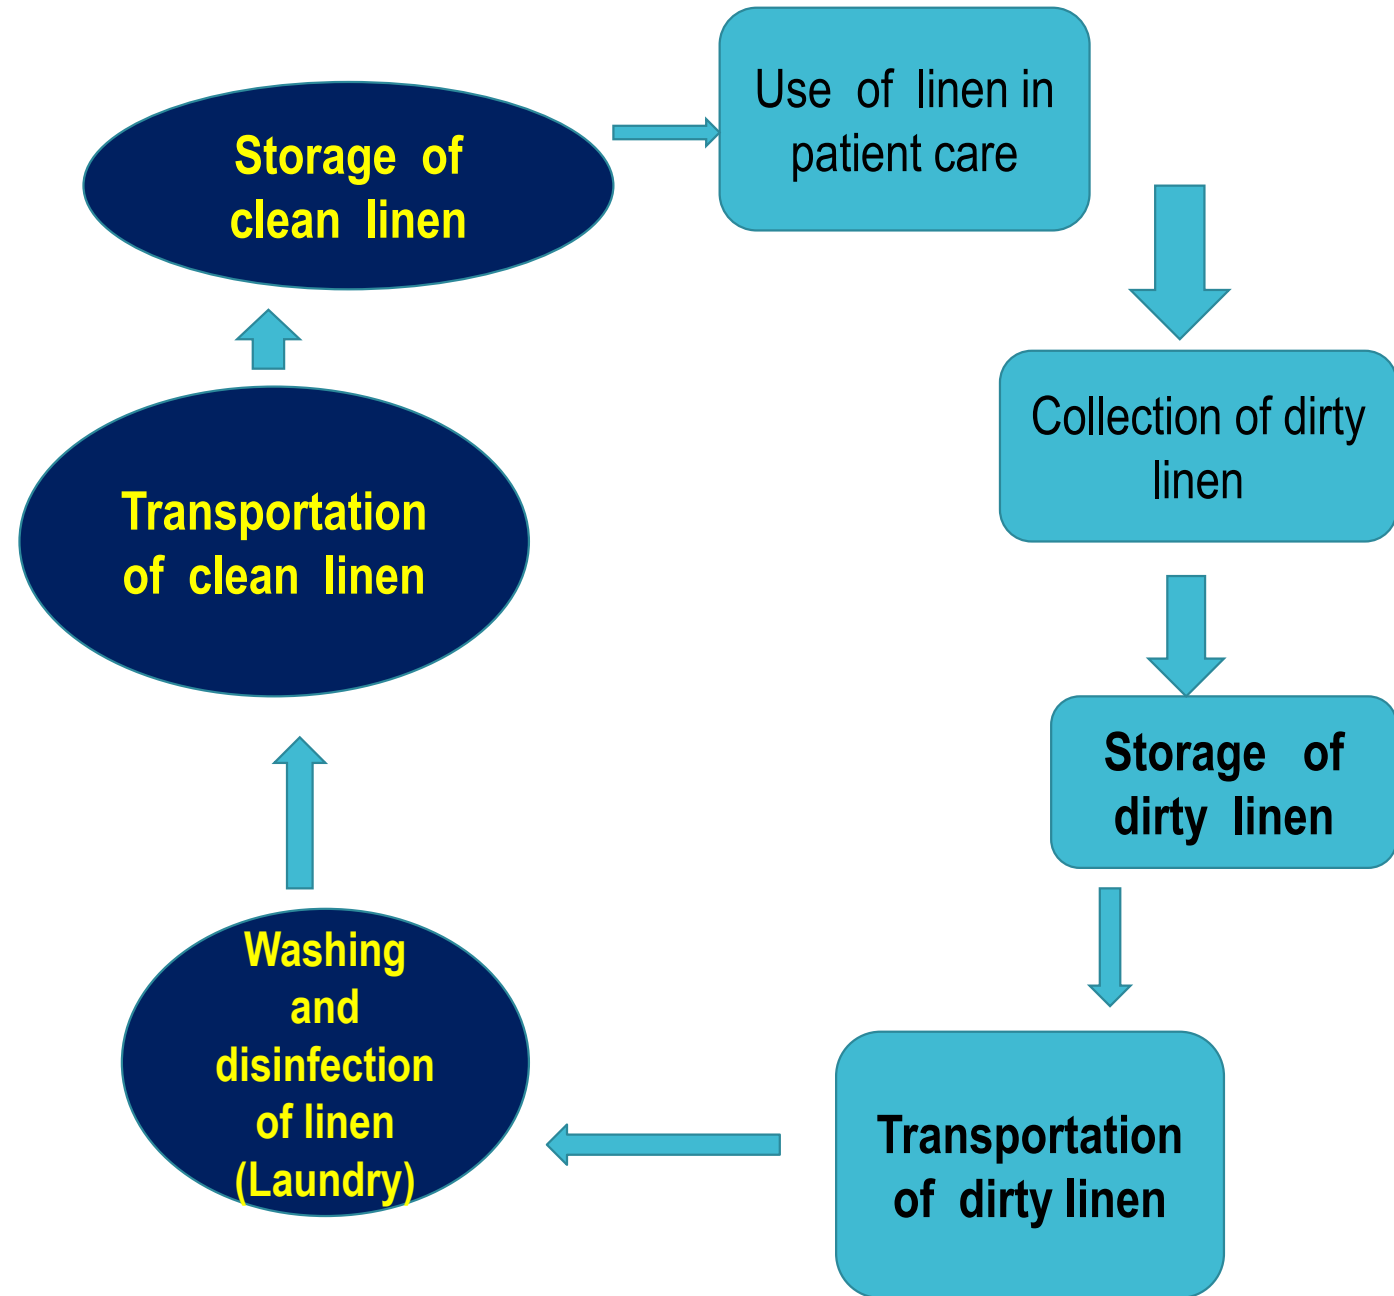 Storage of
clean linen
Use of linen in
patient care
Collection of dirty
linen
Storage of
dirty linen
Transportation
of dirty linen
Washing
and
disinfection
of linen
(Laundry)
Transportation
of clean linen